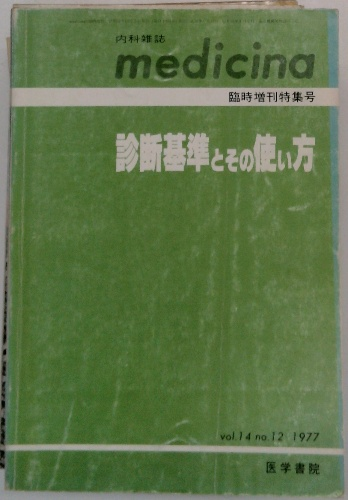 内科雑誌
medicina
臨時増刊特集号
診断基準とその使い方
vol.14 no.12 1977
医学書院